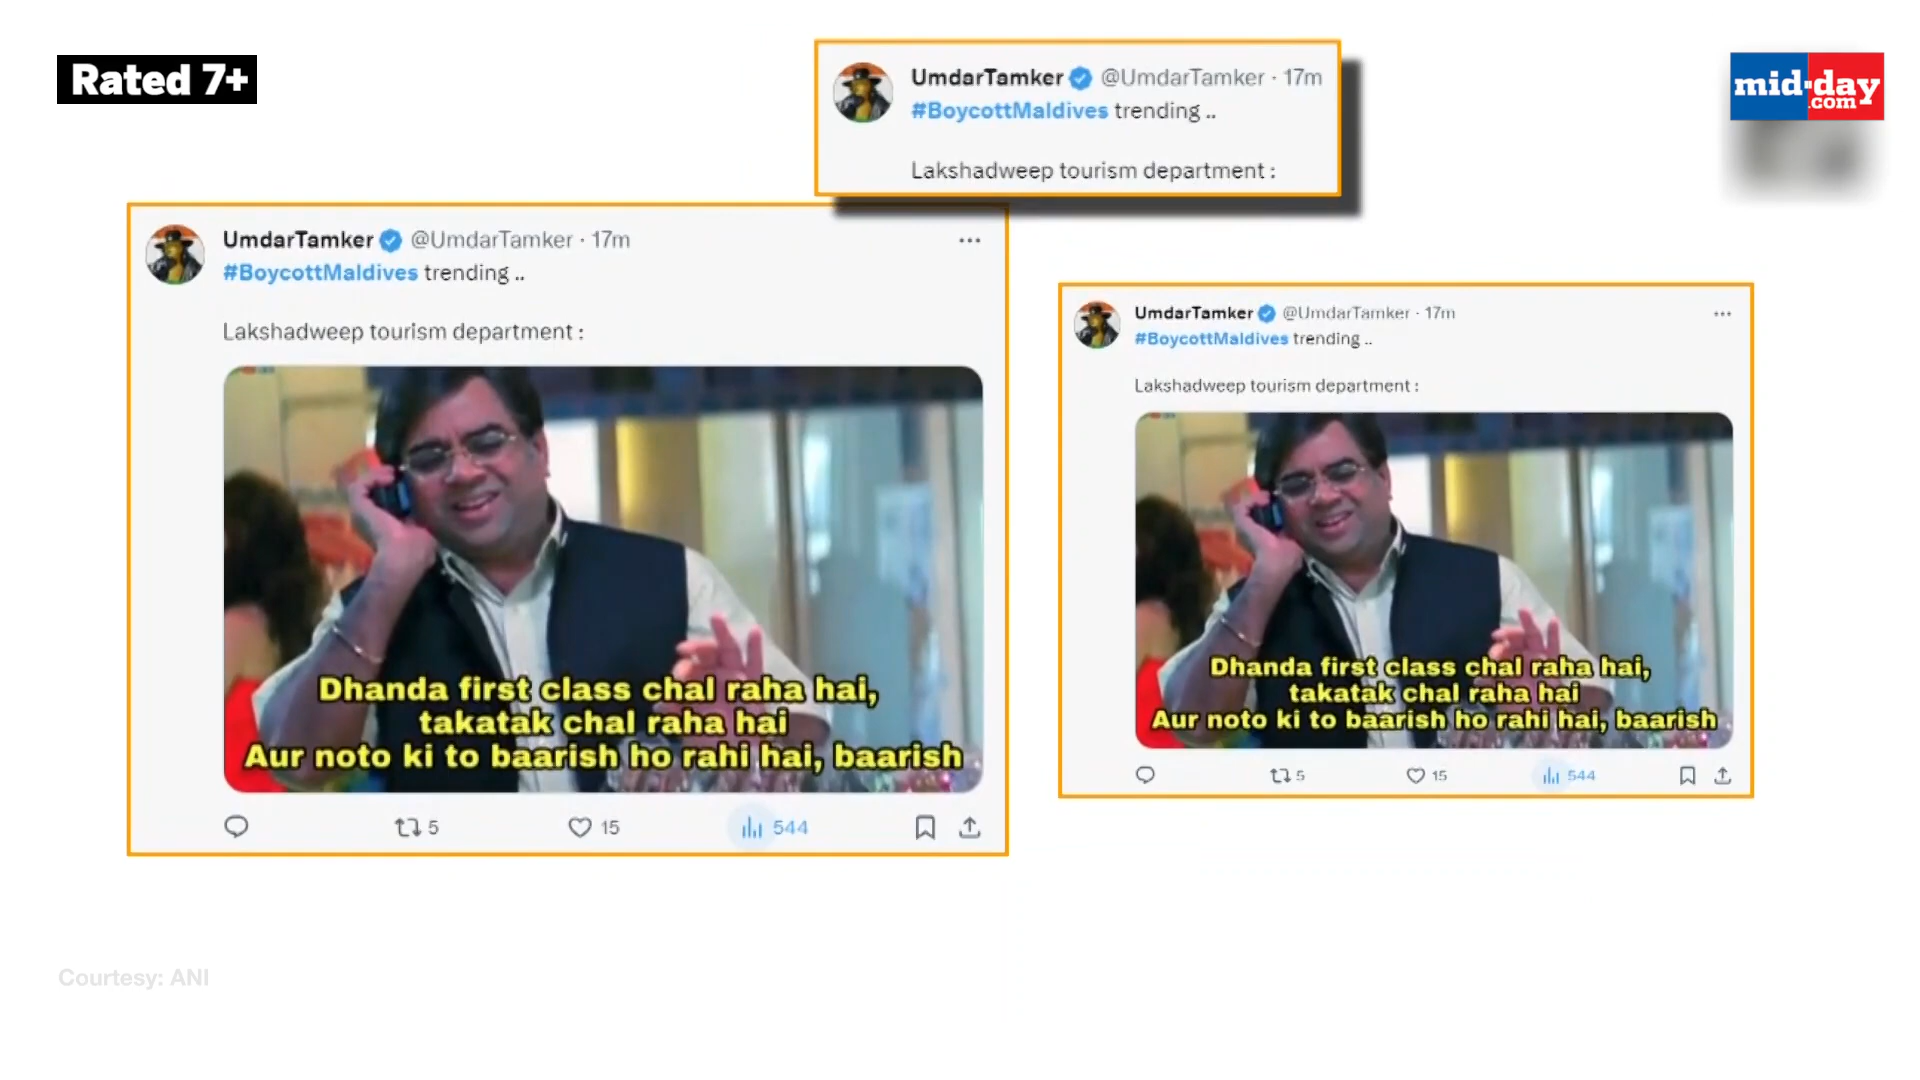 Rated 7+
UmdarTamker @UmdarTamker · 17m
#BoycottMaldives trending ..
Lakshadweep tourism department :
mid-day
.com
UmdarTamker @UmdarTamker · 17m
#BoycottMaldives trending ..
Lakshadweep tourism department :
Dhanda first class chal raha hai,
takatak chal raha hai
Aur noto ki to baarish ho rahi hai, baarish
5 15 544
UmdarTamker @UmdarTamker · 17m
#BoycottMaldives trending ..
Lakshadweep tourism department :
Dhanda first class chal raha hai,
takatak chal raha hai
Aur noto ki to baarish ho rahi hai, baarish
5 15 544
Courtesy: ANI